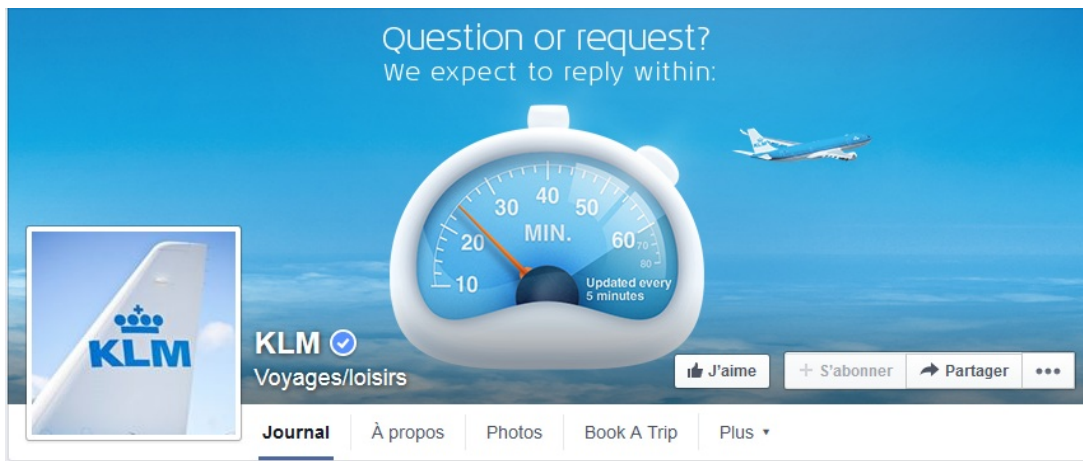 Question or request?
We expect to reply within:
10
20
30
40
50
60
70
80
MIN.
Updated every
5 minutes
KLM
KLM
KLM
Voyages/loisirs
J'aime
+ S'abonner
Partager
Journal
À propos
Photos
Book A Trip
Plus